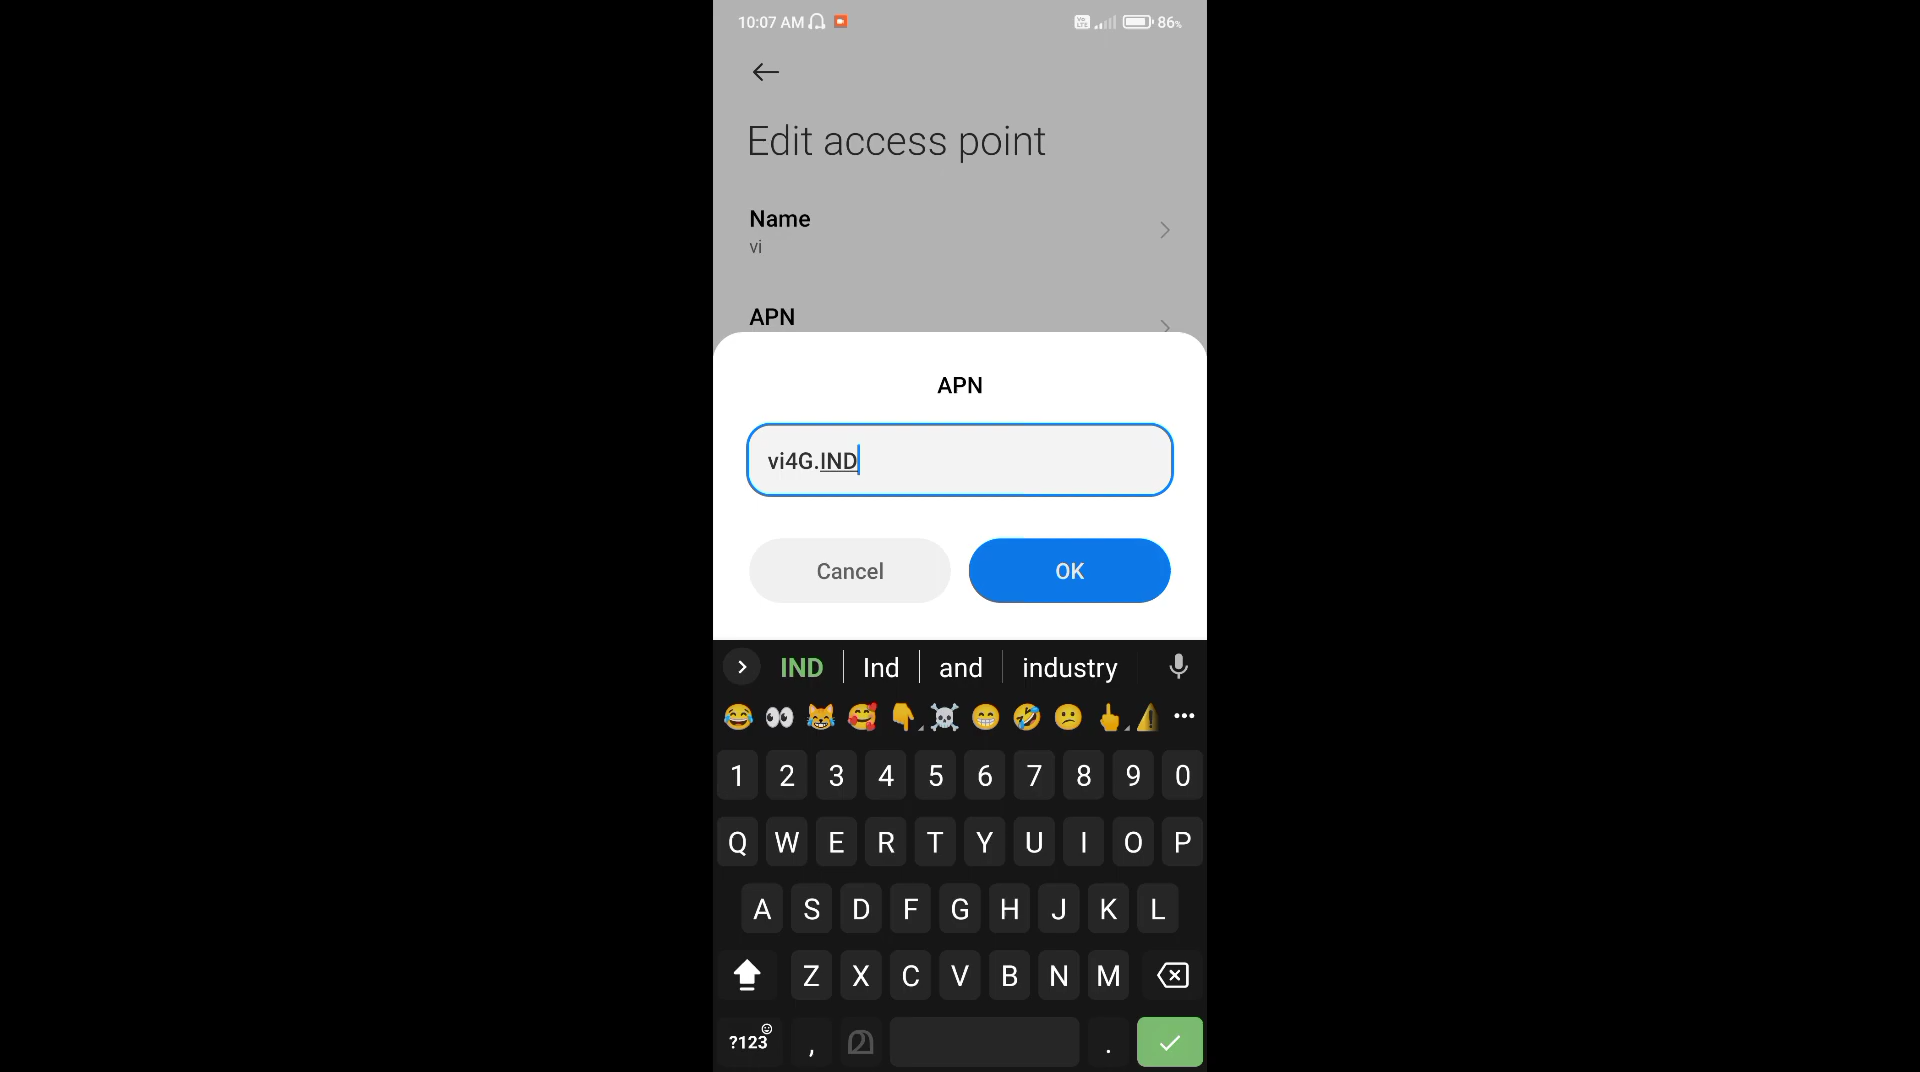 10:07 AM 86%
Edit access point
Name
vi
APN
APN
vi4G.IND
Cancel OK
IND Ind and industry
1 2 3 4 5 6 7 8 9 0
Q W E R T Y U I O P
A S D F G H J K L
Z X C V B N M
?123 , മ .